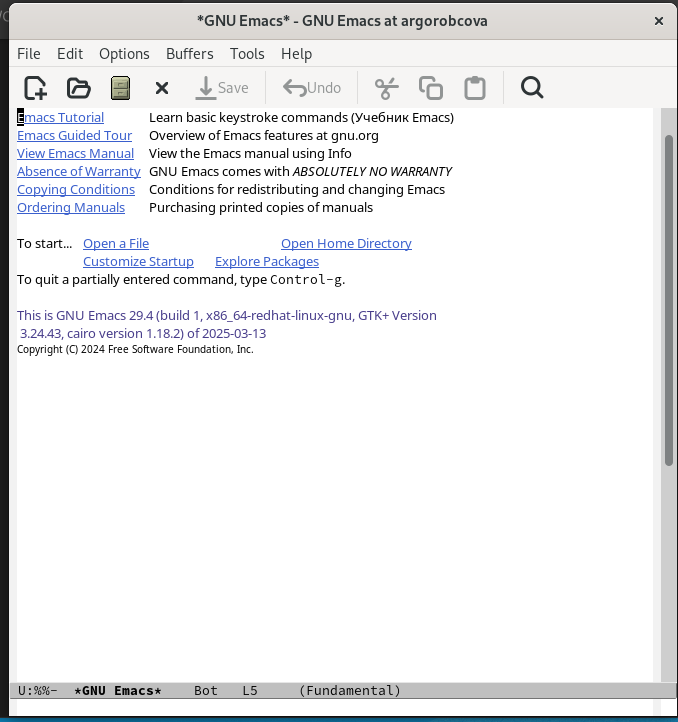 *GNU Emacs* - GNU Emacs at argorobcova
File Edit Options Buffers Tools Help
Save Undo
Emacs Tutorial Learn basic keystroke commands (Учебник Emacs)
Emacs Guided Tour Overview of Emacs features at gnu.org
View Emacs Manual View the Emacs manual using Info
Absence of Warranty GNU Emacs comes with ABSOLUTELY NO WARRANTY
Copying Conditions Conditions for redistributing and changing Emacs
Ordering Manuals Purchasing printed copies of manuals
To start... Open a File Open Home Directory
Customize Startup Explore Packages
To quit a partially entered command, type Control-g.
This is GNU Emacs 29.4 (build 1, x86_64-redhat-linux-gnu, GTK+ Version
3.24.43, cairo version 1.18.2) of 2025-03-13
Copyright (C) 2024 Free Software Foundation, Inc.
U:%%- *GNU Emacs* Bot L5 (Fundamental)